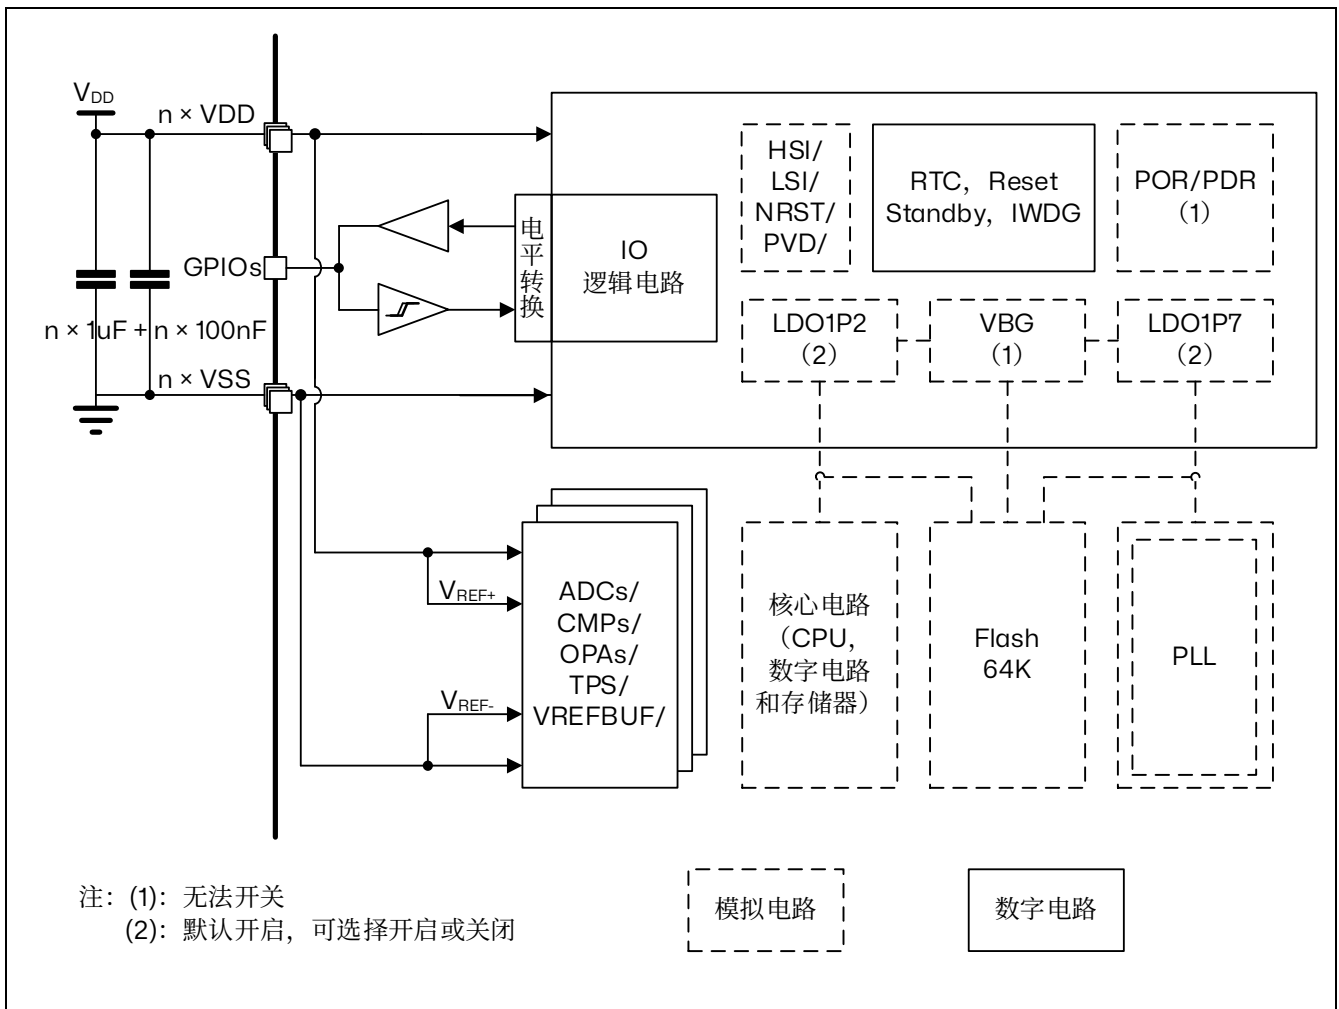 VDD
n × VDD
GPIOs
n × 1uF + n × 100nF
n × VSS
电平转换
IO
逻辑电路
HSI/
LSI/
NRST/
PVD/
RTC，Reset
Standby，IWDG
POR/PDR
（1）
LDO1P2
（2）
VBG
（1）
LDO1P7
（2）
VREF+
VREF-
ADCs/
CMPs/
OPAs/
TPS/
VREFBUF/
核心电路
（CPU，
数字电路
和存储器）
Flash
64K
PLL
注：(1)：无法开关
(2)：默认开启，可选择开启或关闭
模拟电路
数字电路